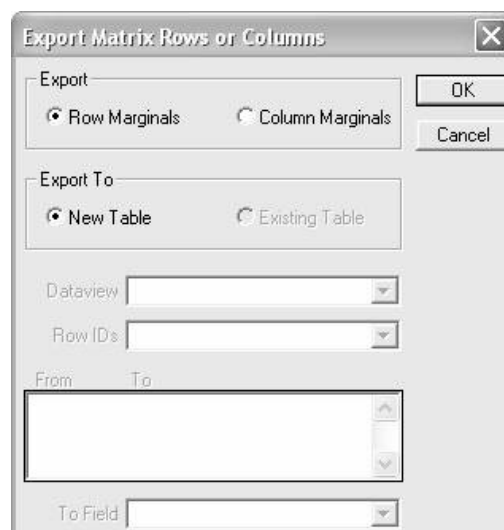 Export Matrix Rows or Columns
Export
Row Marginals Column Marginals
OK
Cancel
Export To
New Table Existing Table
Dataview
Row IDs
From To
To Field